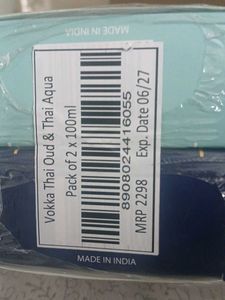 MADE IN INDIA
Vokka Thai Oud & Thai Aqua
Pack of 2 x 100ml
8908024416055
MRP 2298 Exp. Date 06/27
MADE IN INDIA